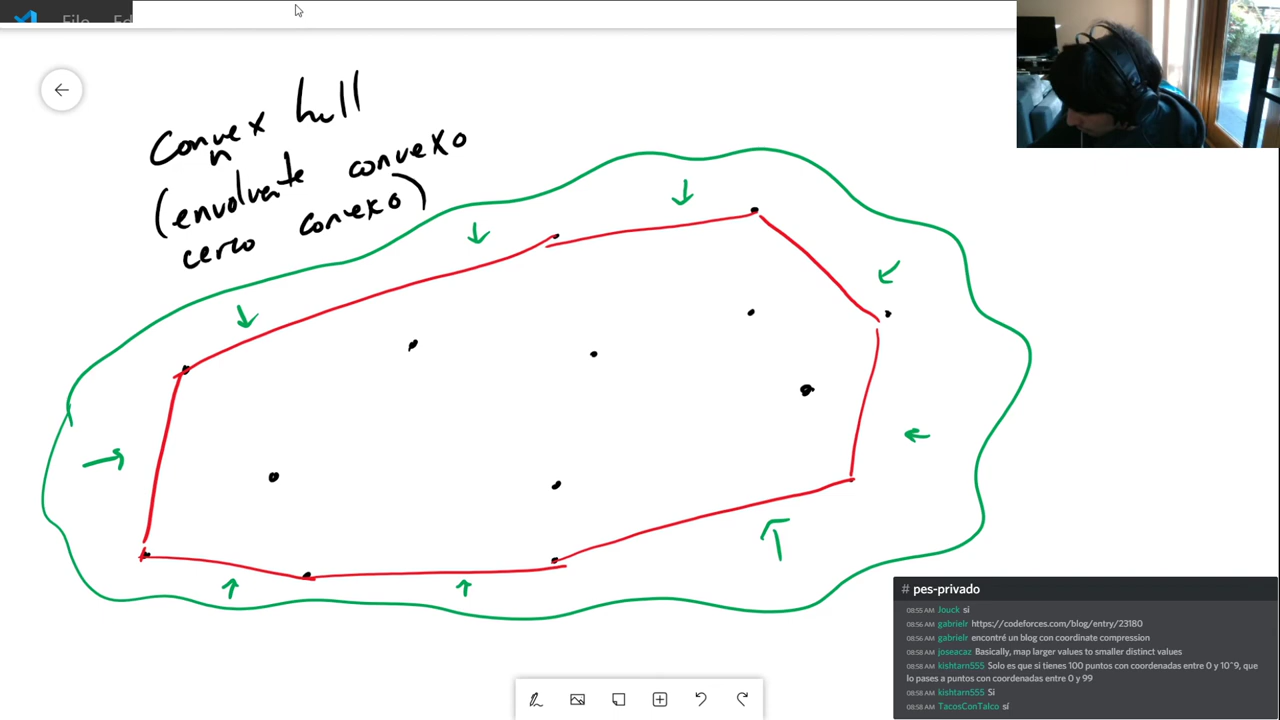 File Ed
Convex hull
(envolvente convexo
cerco convexo)
# pes-privado
08:55 AM Jouck si
08:56 AM gabrielr https://codeforces.com/blog/entry/23180
08:56 AM gabrielr encontré un blog con coordinate compression
08:58 AM joseacaz Basically, map larger values to smaller distinct values
08:58 AM kishtarn555 Solo es que si tienes 100 puntos con coordenadas entre 0 y 10^9, que
lo pases a puntos con coordenadas entre 0 y 99
08:58 AM kishtarn555 Si
08:58 AM TacosConTalco sí